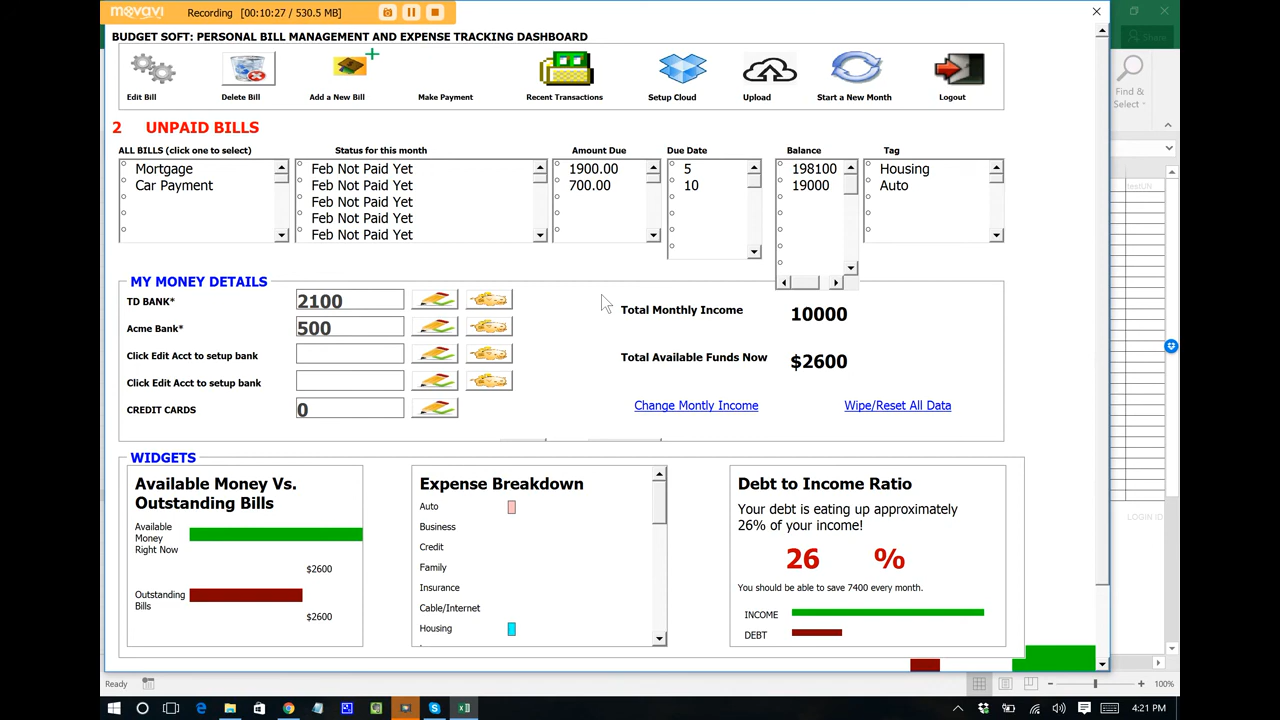 movavi
Recording [00:10:27 / 530.5 MB]
BUDGET SOFT: PERSONAL BILL MANAGEMENT AND EXPENSE TRACKING DASHBOARD
Share
Edit Bill
Delete Bill
Add a New Bill
Make Payment
Recent Transactions
Setup Cloud
Upload
Start a New Month
Logout
Find &
Select
2 UNPAID BILLS
ALL BILLS (click one to select) Status for this month Amount Due Due Date Balance Tag
Mortgage Feb Not Paid Yet 1900.00 5 198100 Housing
Car Payment Feb Not Paid Yet 700.00 10 19000 Auto
Feb Not Paid Yet
Feb Not Paid Yet
Feb Not Paid Yet
testUN
MY MONEY DETAILS
TD BANK* 2100
Acme Bank* 500
Click Edit Acct to setup bank
Click Edit Acct to setup bank
CREDIT CARDS 0
Total Monthly Income 10000
Total Available Funds Now $2600
Change Montly Income Wipe/Reset All Data
WIDGETS
Available Money Vs.
Outstanding Bills
Available
Money
Right Now
$2600
Outstanding
Bills
$2600
Expense Breakdown
Auto
Business
Credit
Family
Insurance
Cable/Internet
Housing
Debt to Income Ratio
Your debt is eating up approximately
26% of your income!
26 %
You should be able to save 7400 every month.
INCOME
DEBT
LOGIN ID
Ready
100%
4:21 PM